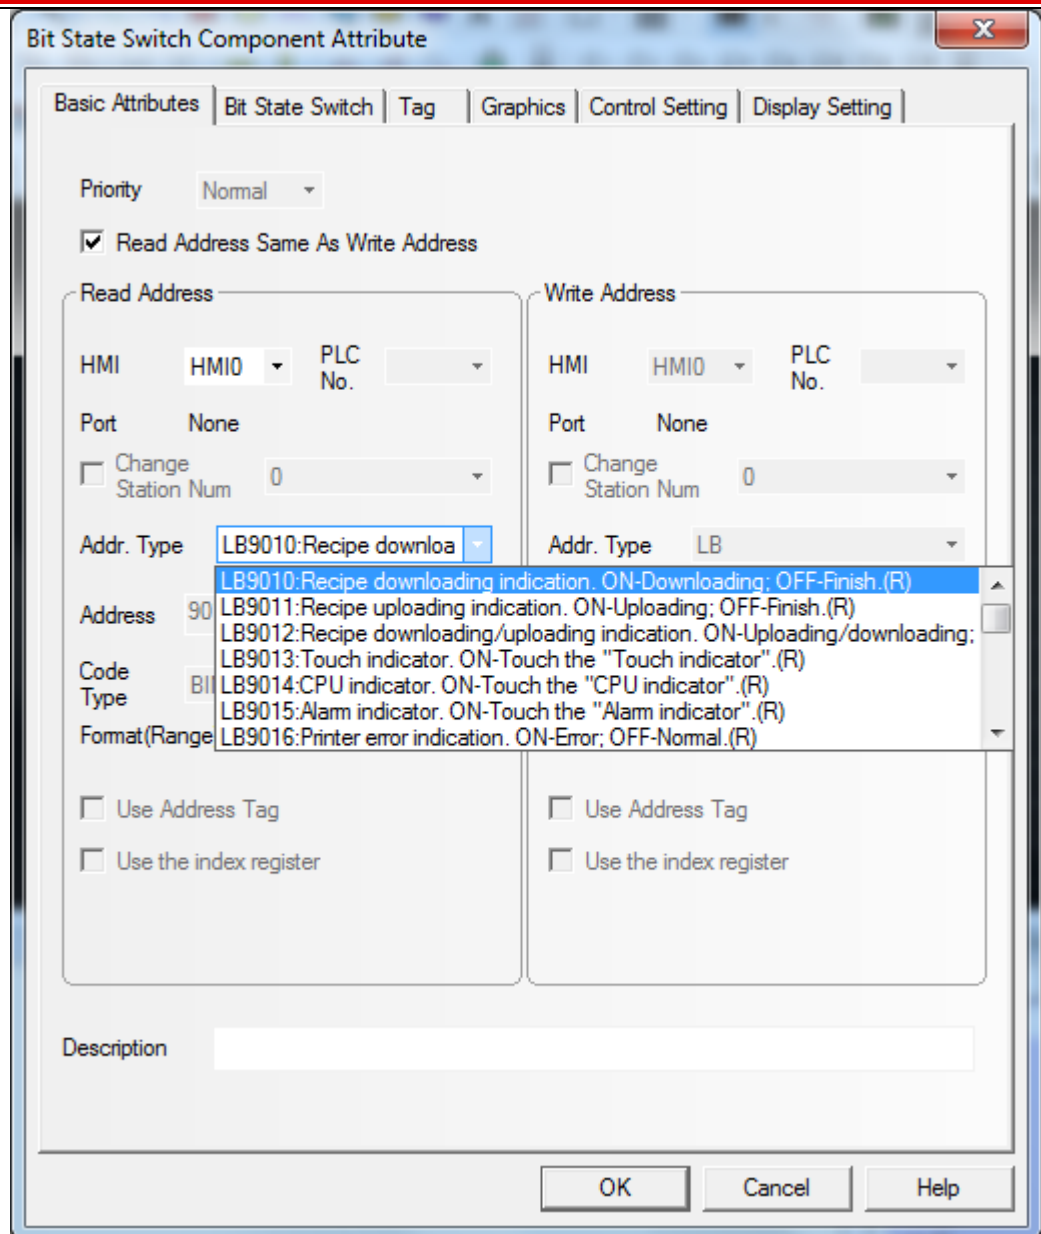 Bit State Switch Component Attribute
Basic Attributes Bit State Switch Tag Graphics Control Setting Display Setting
Priority Normal
Read Address Same As Write Address
Read Address
HMI HMI0 PLC No.
Port None
Change Station Num 0
Addr. Type LB9010:Recipe downloa
LB9010:Recipe downloading indication. ON-Downloading; OFF-Finish.(R)
LB9011:Recipe uploading indication. ON-Uploading; OFF-Finish.(R)
LB9012:Recipe downloading/uploading indication. ON-Uploading/downloading;
LB9013:Touch indicator. ON-Touch the "Touch indicator".(R)
LB9014:CPU indicator. ON-Touch the "CPU indicator".(R)
LB9015:Alarm indicator. ON-Touch the "Alarm indicator".(R)
LB9016:Printer error indication. ON-Error; OFF-Normal.(R)
Address 90
Code Type
Format(Range
Use Address Tag
Use the index register
Write Address
HMI HMI0 PLC No.
Port None
Change Station Num 0
Addr. Type LB
Use Address Tag
Use the index register
Description
OK Cancel Help